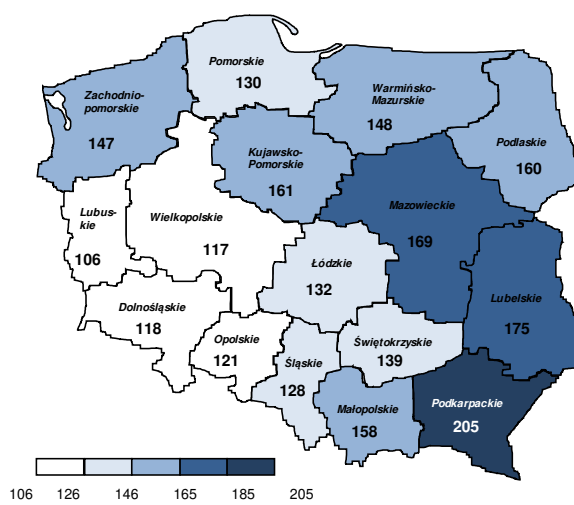 Pomorskie
130
Zachodnio-
pomorskie
147
Warmińsko-
Mazurskie
148
Podlaskie
160
Kujawsko-
Pomorskie
161
Mazowieckie
169
Lubus-
kie
106
Wielkopolskie
117
Łódzkie
132
Lubelskie
175
Dolnośląskie
118
Opolskie
121
Śląskie
128
Świętokrzyskie
139
Małopolskie
158
Podkarpackie
205
106 126 146 165 185 205